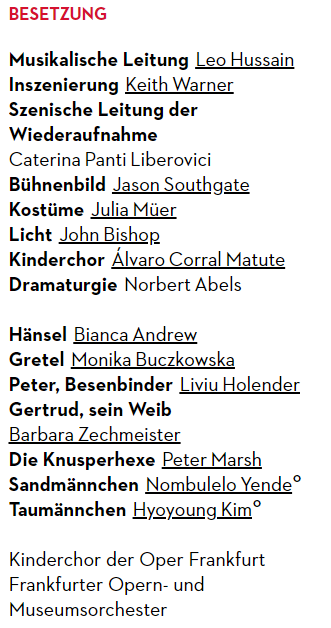 BESETZUNG
Musikalische Leitung Leo Hussain
Inszenierung Keith Warner
Szenische Leitung der
Wiederaufnahme
Caterina Panti Liberovici
Bühnenbild Jason Southgate
Kostüme Julia Müer
Licht John Bishop
Kinderchor Álvaro Corral Matute
Dramaturgie Norbert Abels
Hänsel Bianca Andrew
Gretel Monika Buczkowska
Peter, Besenbinder Liviu Holender
Gertrud, sein Weib
Barbara Zechmeister
Die Knusperhexe Peter Marsh
Sandmännchen Nombulelo Yende°
Taumännchen Hyoyoung Kim°
Kinderchor der Oper Frankfurt
Frankfurter Opern- und
Museumsorchester